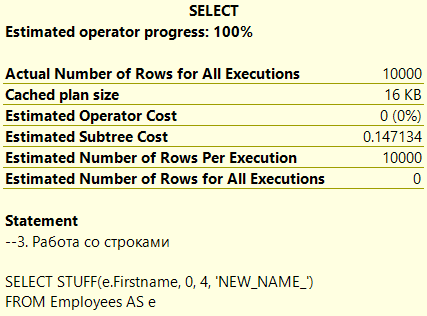 SELECT
Estimated operator progress: 100%
Actual Number of Rows for All Executions 10000
Cached plan size 16 KB
Estimated Operator Cost 0 (0%)
Estimated Subtree Cost 0.147134
Estimated Number of Rows Per Execution 10000
Estimated Number of Rows for All Executions 0
Statement
--3. Работа со строками
SELECT STUFF(e.Firstname, 0, 4, 'NEW_NAME_')
FROM Employees AS e